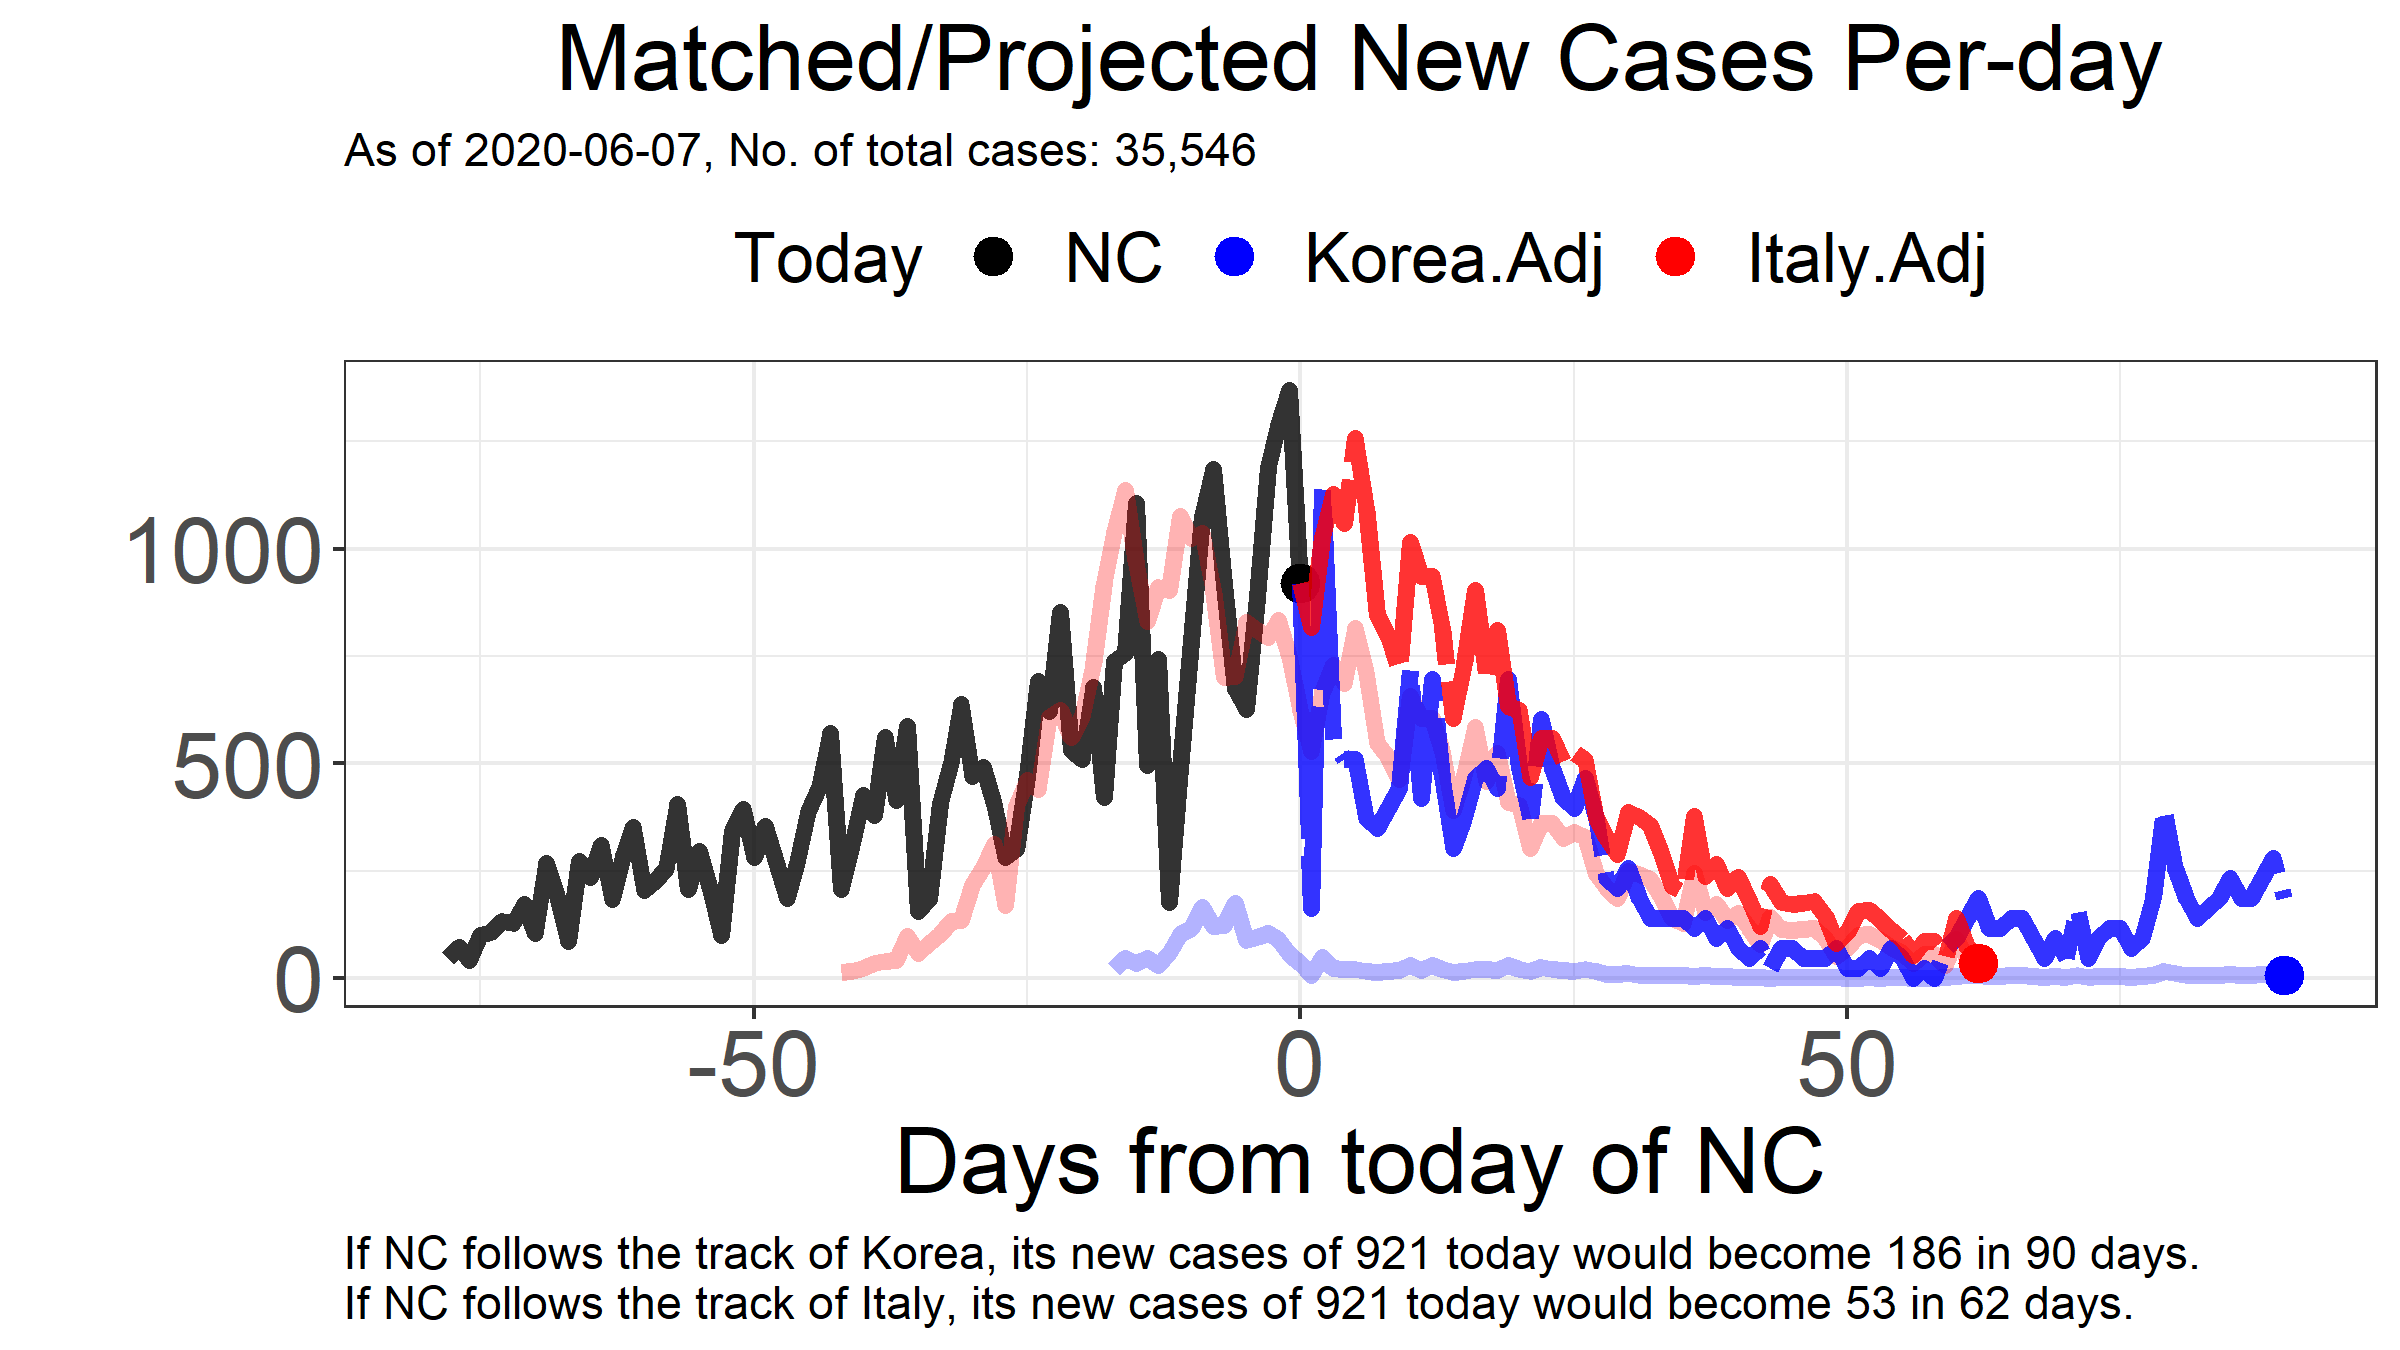 Matched/Projected New Cases Per-day
As of 2020-06-07, No. of total cases: 35,546
Today NC Korea.Adj Italy.Adj
1000
500
0
-50 0 50
Days from today of NC
If NC follows the track of Korea, its new cases of 921 today would become 186 in 90 days.
If NC follows the track of Italy, its new cases of 921 today would become 53 in 62 days.